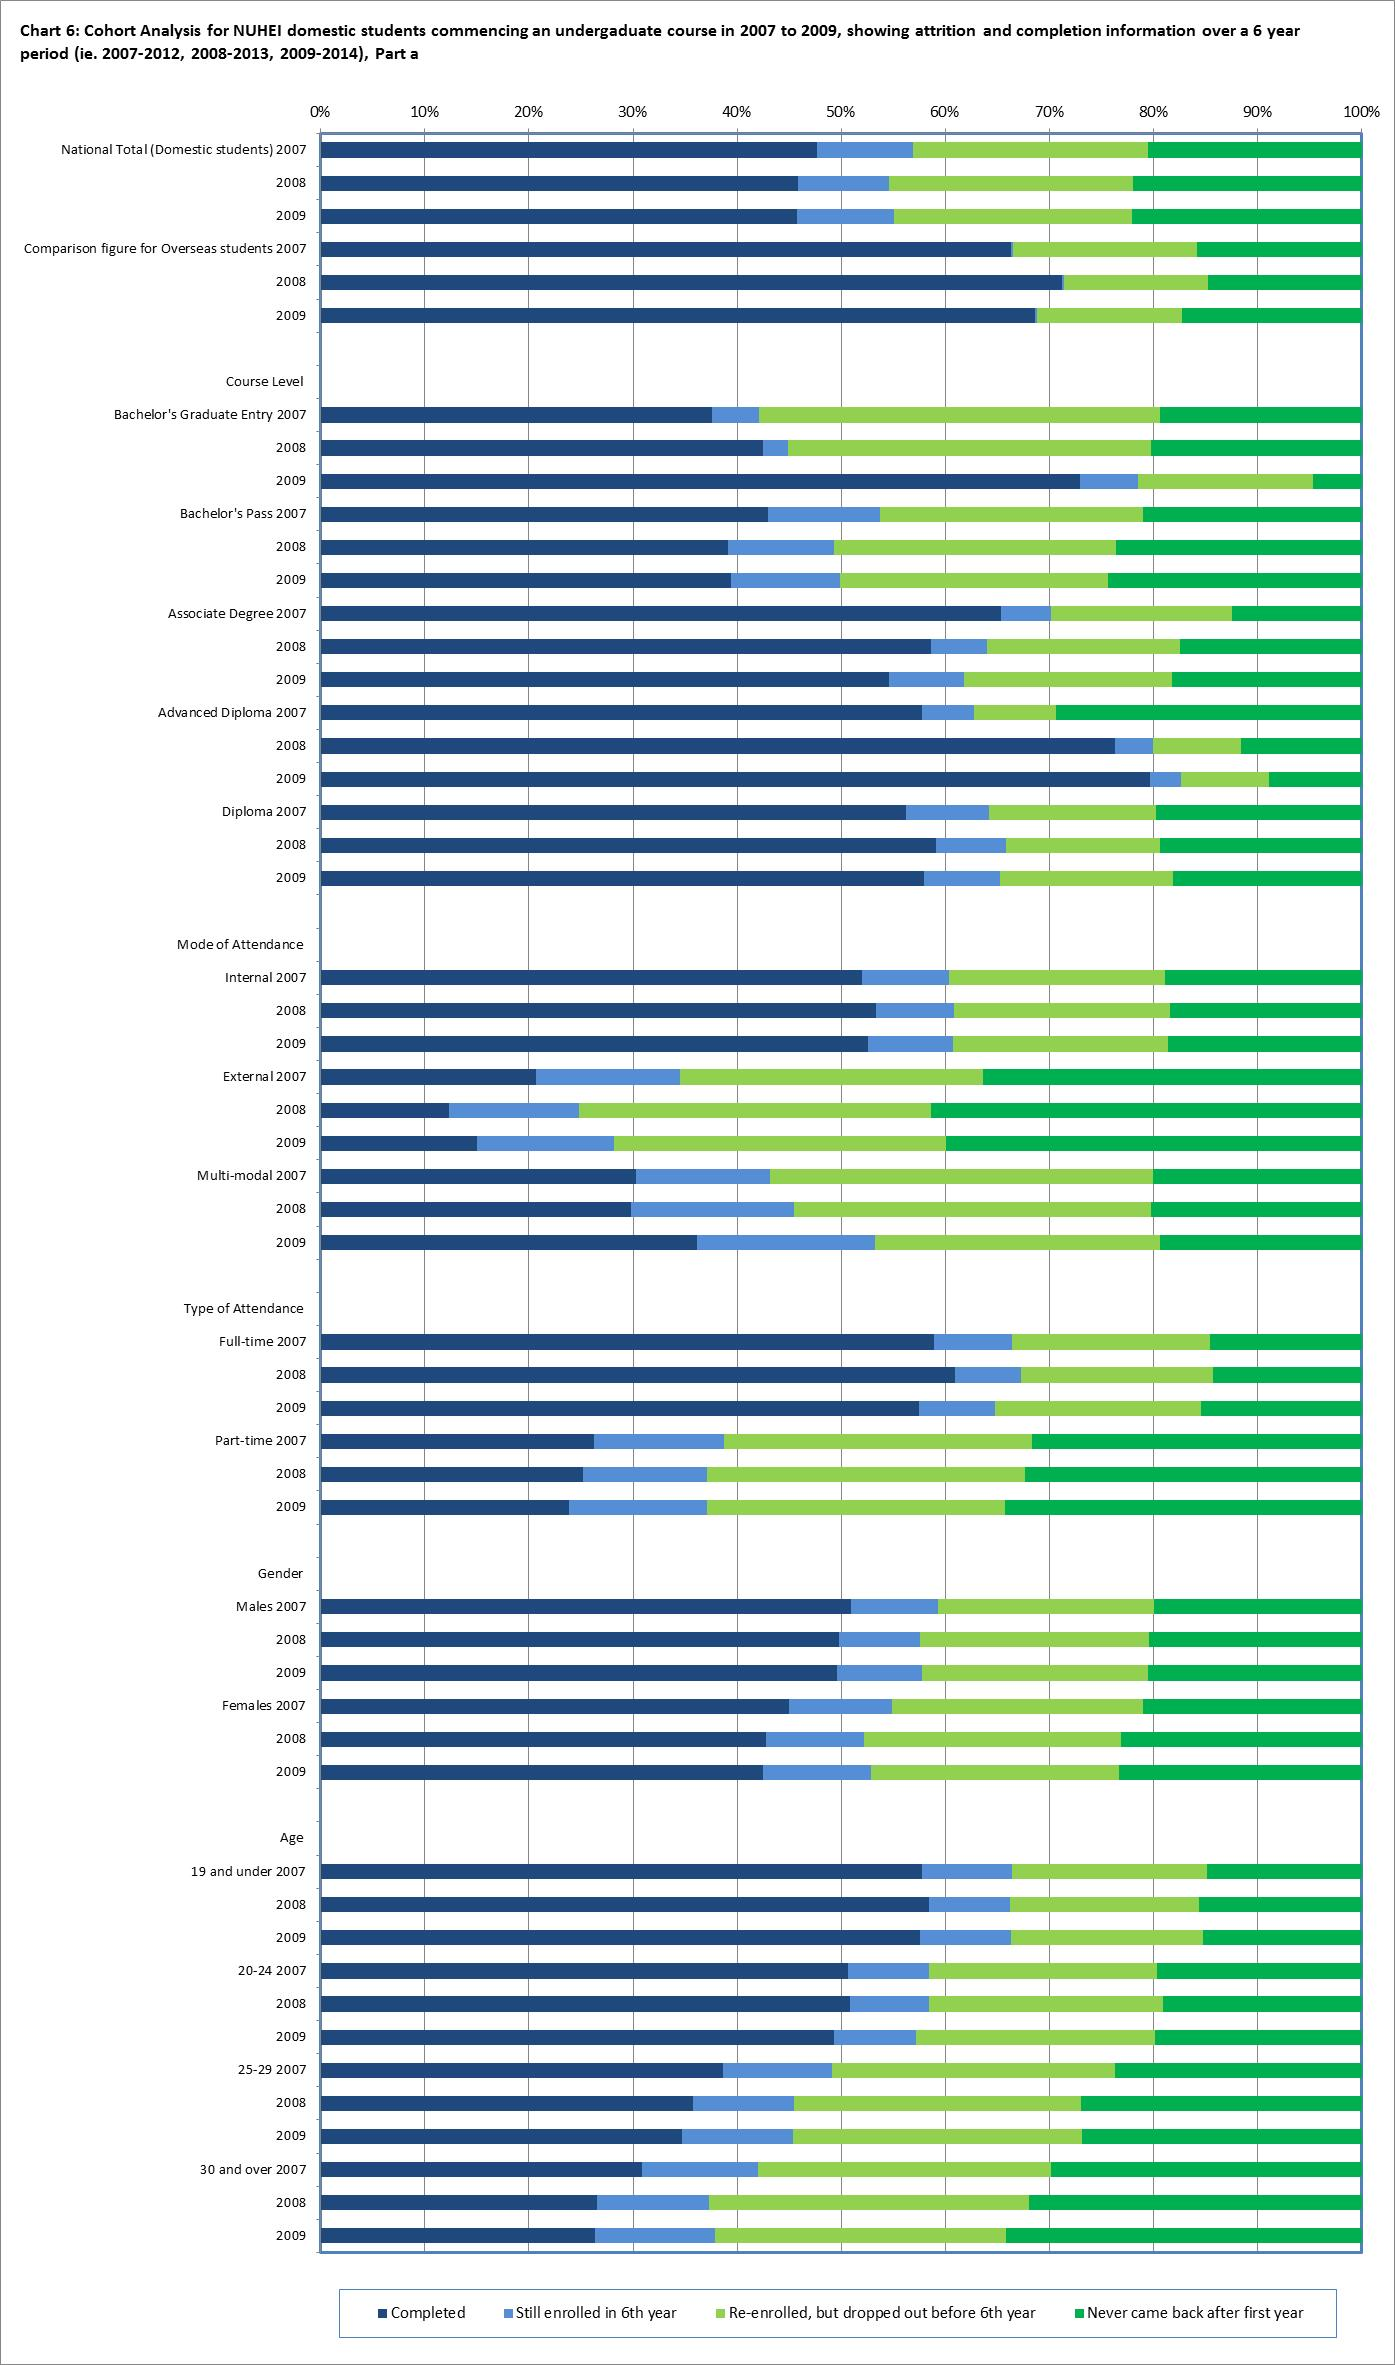 Chart 6: Cohort Analysis for NUHEI domestic students commencing an undergaduate course in 2007 to 2009, showing attrition and completion information over a 6 year
period (ie. 2007-2012, 2008-2013, 2009-2014), Part a
0% 10% 20% 30% 40% 50% 60% 70% 80% 90% 100%
National Total (Domestic students) 2007
2008
2009
Comparison figure for Overseas students 2007
2008
2009
Course Level
Bachelor's Graduate Entry 2007
2008
2009
Bachelor's Pass 2007
2008
2009
Associate Degree 2007
2008
2009
Advanced Diploma 2007
2008
2009
Diploma 2007
2008
2009
Mode of Attendance
Internal 2007
2008
2009
External 2007
2008
2009
Multi-modal 2007
2008
2009
Type of Attendance
Full-time 2007
2008
2009
Part-time 2007
2008
2009
Gender
Males 2007
2008
2009
Females 2007
2008
2009
Age
19 and under 2007
2008
2009
20-24 2007
2008
2009
25-29 2007
2008
2009
30 and over 2007
2008
2009
Completed Still enrolled in 6th year Re-enrolled, but dropped out before 6th year Never came back after first year